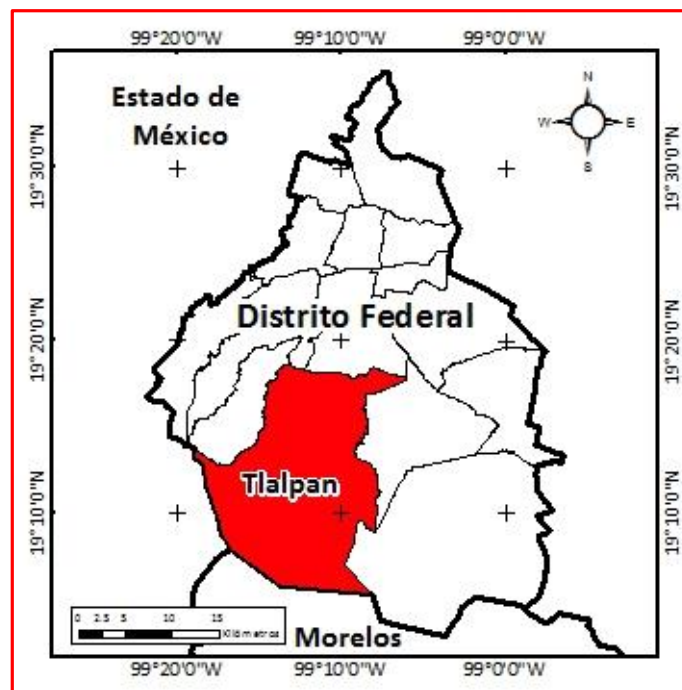 99°20'0"W 99°10'0"W 99°0'0"W
Estado de
México
N
W E
S
19°30'0"N 19°30'0"N
Distrito Federal
19°20'0"N 19°20'0"N
Tlalpan
19°10'0"N 19°10'0"N
0 2.5 5 10 15
Kilómetros
Morelos
99°20'0"W 99°10'0"W 99°0'0"W